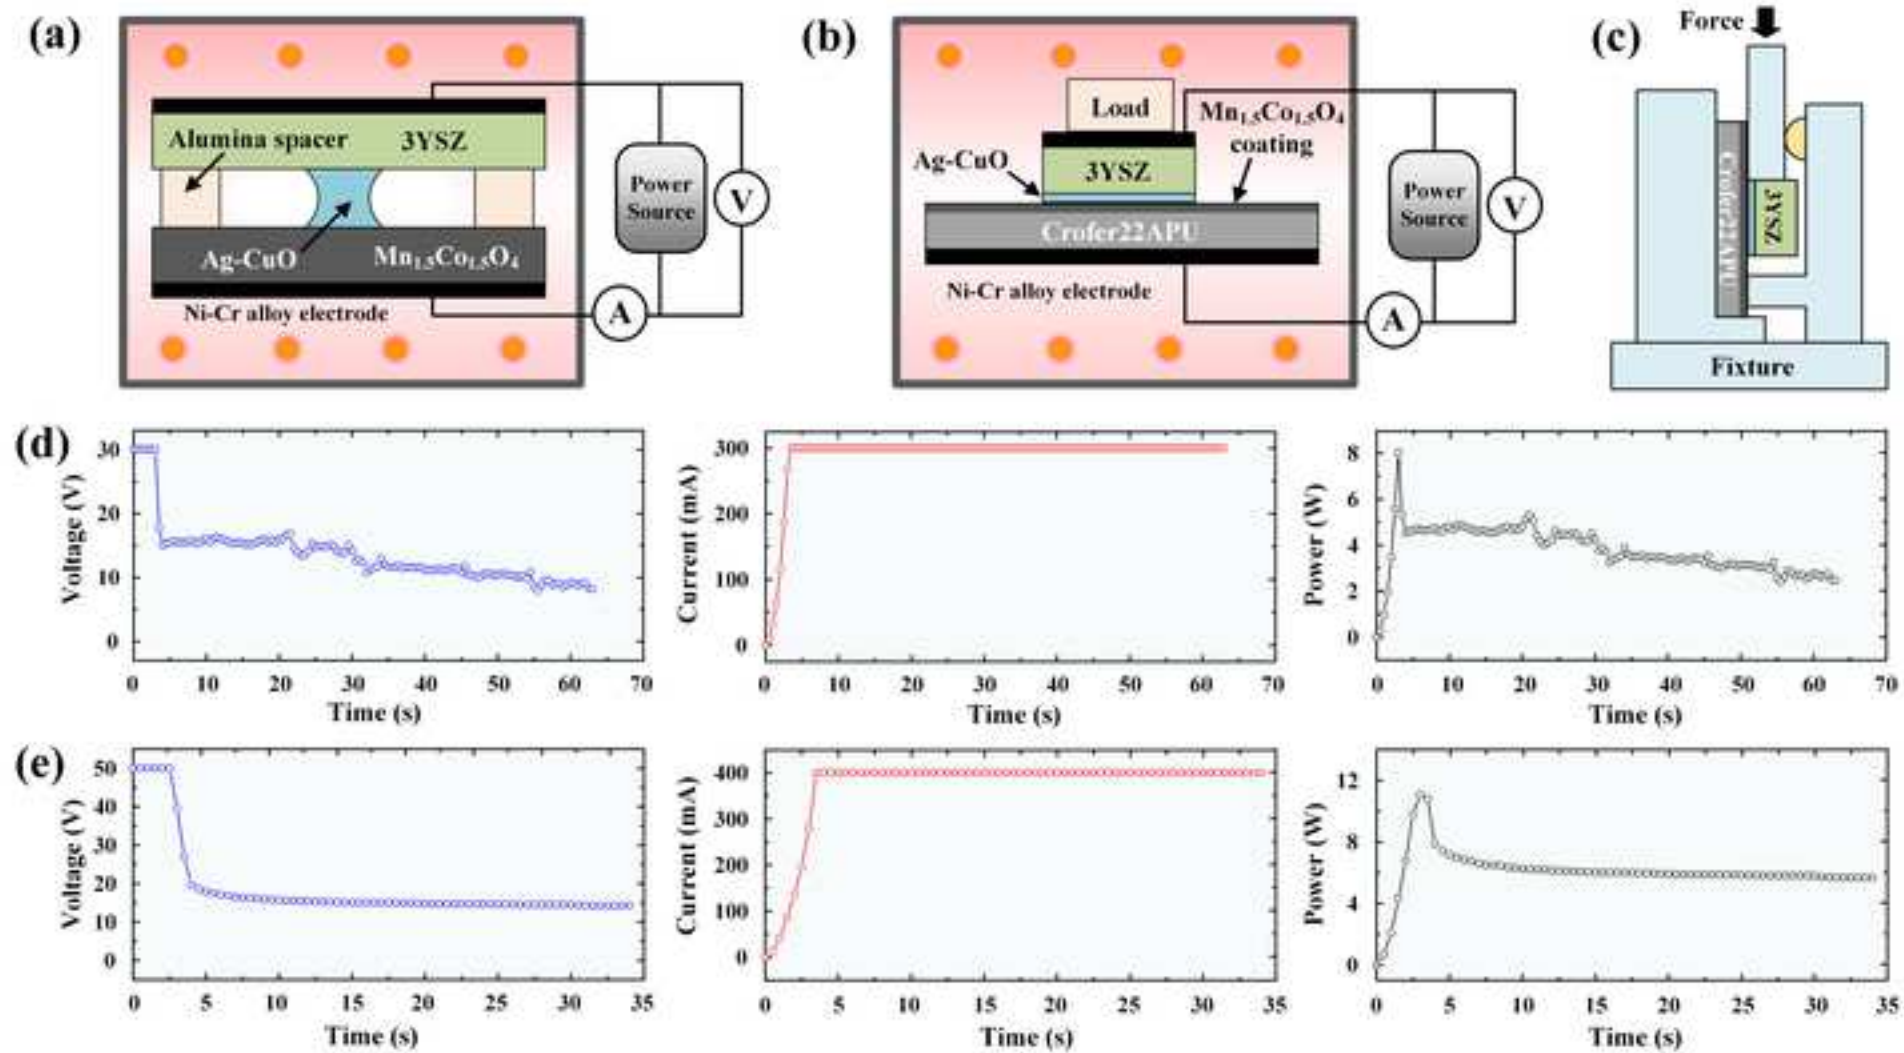 (a)
Alumina spacer
3YSZ
Ag-CuO
Mn1.5Co1.5O4
Ni-Cr alloy electrode
Power
Source
V
A
(b)
Load
Mn1.5Co1.5O4
coating
Ag-CuO
3YSZ
Crofer22APU
Ni-Cr alloy electrode
Power
Source
V
A
(c)
Force
Crofer22APU
3YSZ
Fixture
(d)
Voltage (V)
30
20
10
0
0 10 20 30 40 50 60 70
Time (s)
Current (mA)
300
200
100
0
0 10 20 30 40 50 60 70
Time (s)
Power (W)
8
6
4
2
0
0 10 20 30 40 50 60 70
Time (s)
(e)
Voltage (V)
50
40
30
20
10
0
0 5 10 15 20 25 30 35
Time (s)
Current (mA)
400
300
200
100
0
0 5 10 15 20 25 30 35
Time (s)
Power (W)
12
8
4
0
0 5 10 15 20 25 30 35
Time (s)